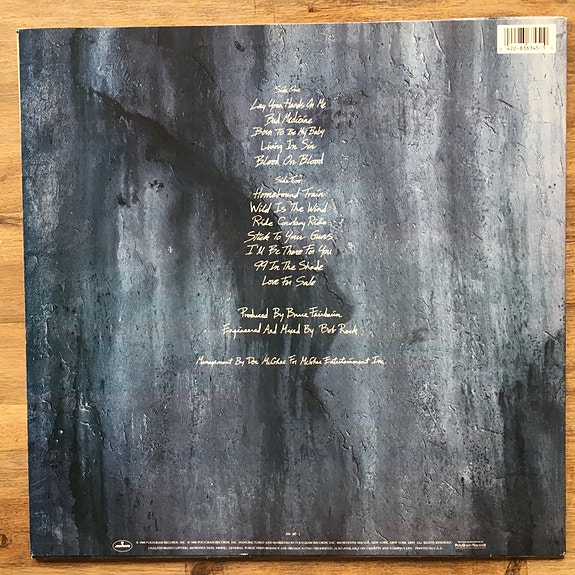 Side One
Lay Your Hands On Me
Bad Medicine
Born To Be My Baby
Living In Sin
Blood On Blood
Side Two
Homebound Train
Wild Is The Wind
Ride Cowboy Ride
Stick To Your Guns
I'll Be There For You
99 In The Shade
Love For Sale
Produced By Bruce Fairbairn
Engineered And Mixed By Bob Rock
Management By Doc McGhee For McGhee Entertainment Inc.